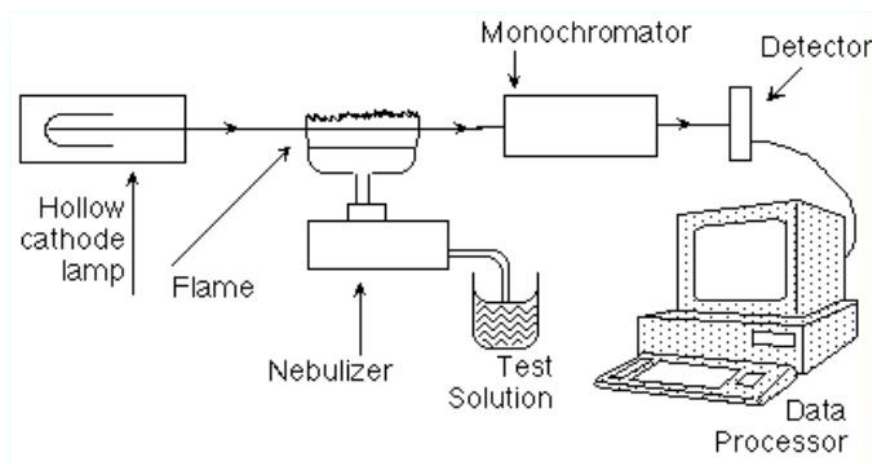 Monochromator
Detector
Hollow
cathode
lamp
Flame
Nebulizer
Test
Solution
Data
Processor